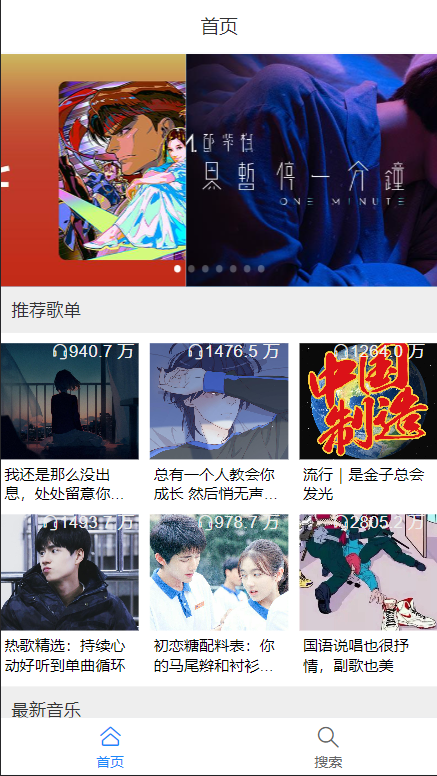 首页
邵紫
思暫停一分鐘
ONE MINUTE
推荐歌单
940.7 万
1476.5 万
1264.0 万
中国
制造
我还是那么没出
息，处处留意你...
总有一个人教会你
成长 然后悄无声...
流行 | 是金子总会
发光
1493.7 万
978.7 万
2805.2 万
热歌精选：持续心
动好听到单曲循环
初恋糖配料表：你
的马尾辫和衬衫...
国语说唱也很抒
情，副歌也美
最新音乐
首页
搜索